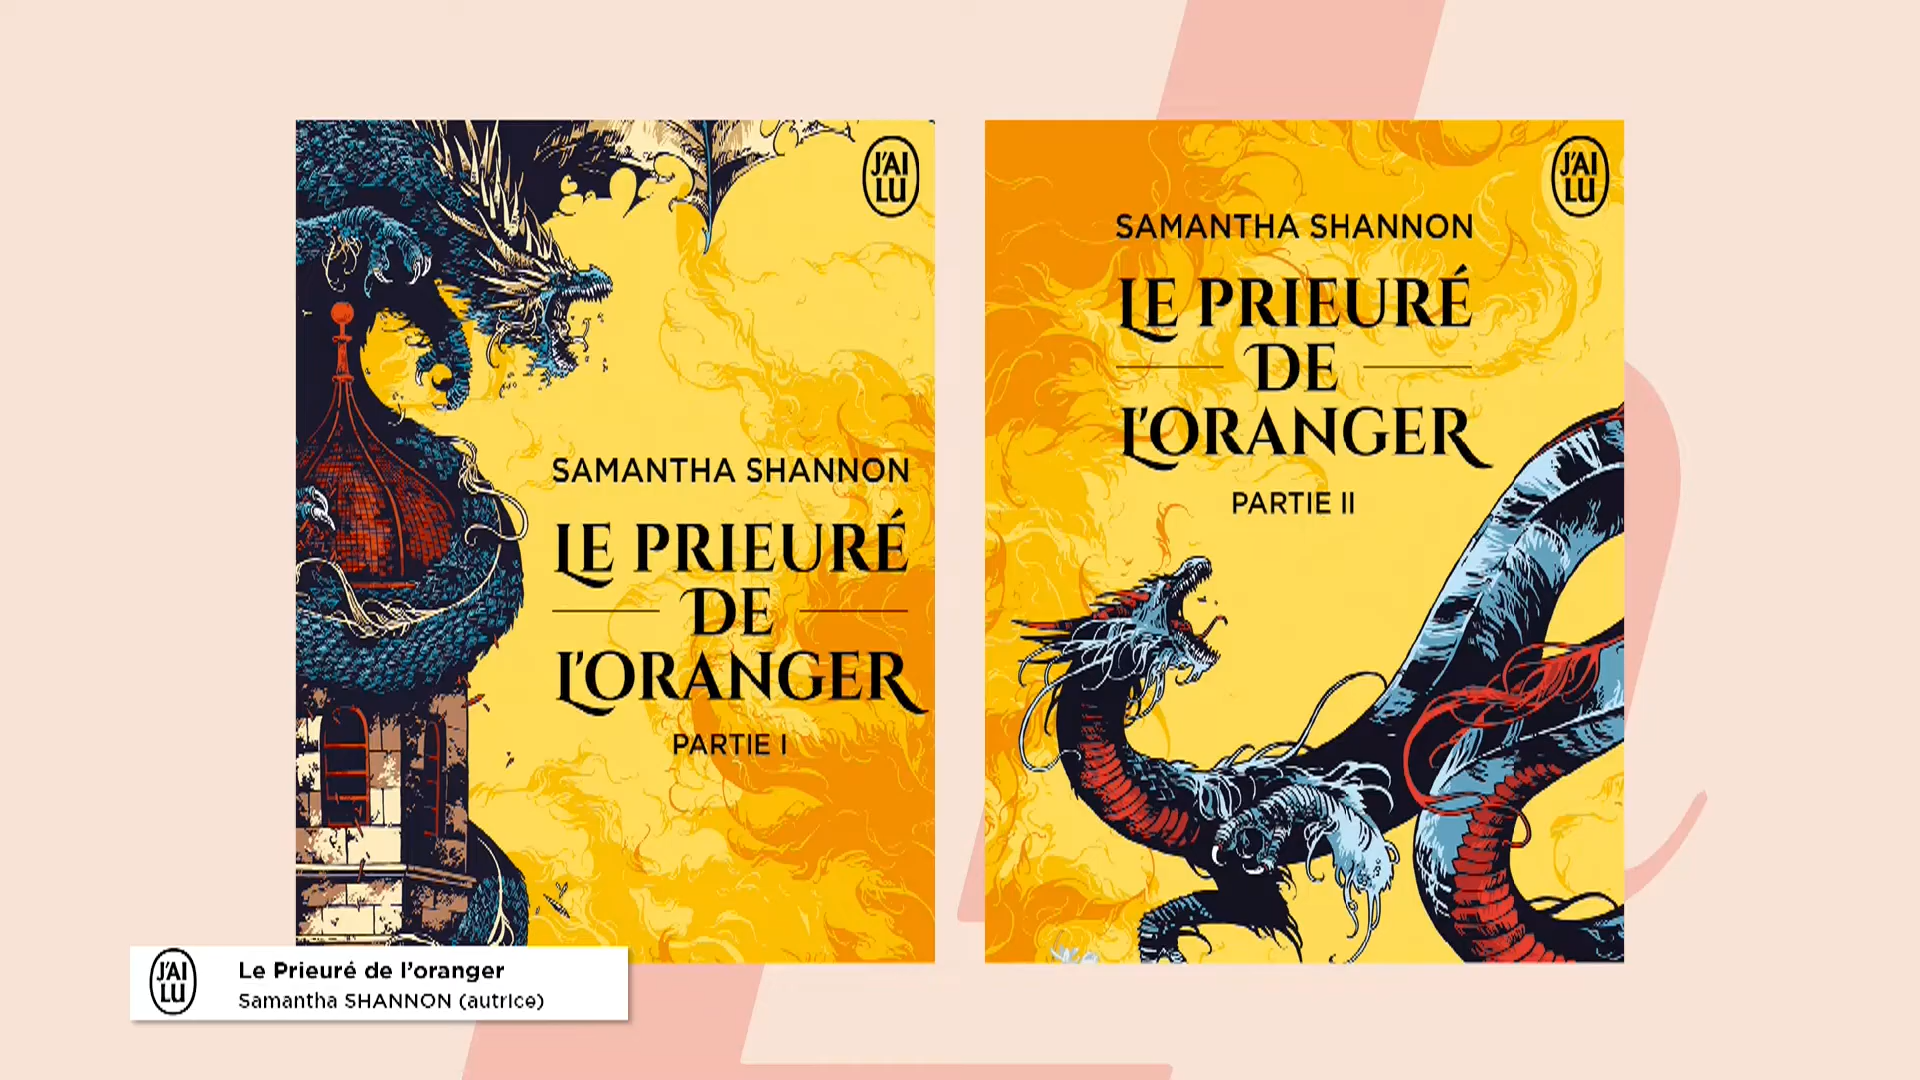 J'AI
LU
SAMANTHA SHANNON
LE PRIEURÉ
DE
L'ORANGER
PARTIE I
J'AI
LU
SAMANTHA SHANNON
LE PRIEURÉ
DE
L'ORANGER
PARTIE II
J'AI
LU
Le Prieuré de l'oranger
Samantha SHANNON (autrice)